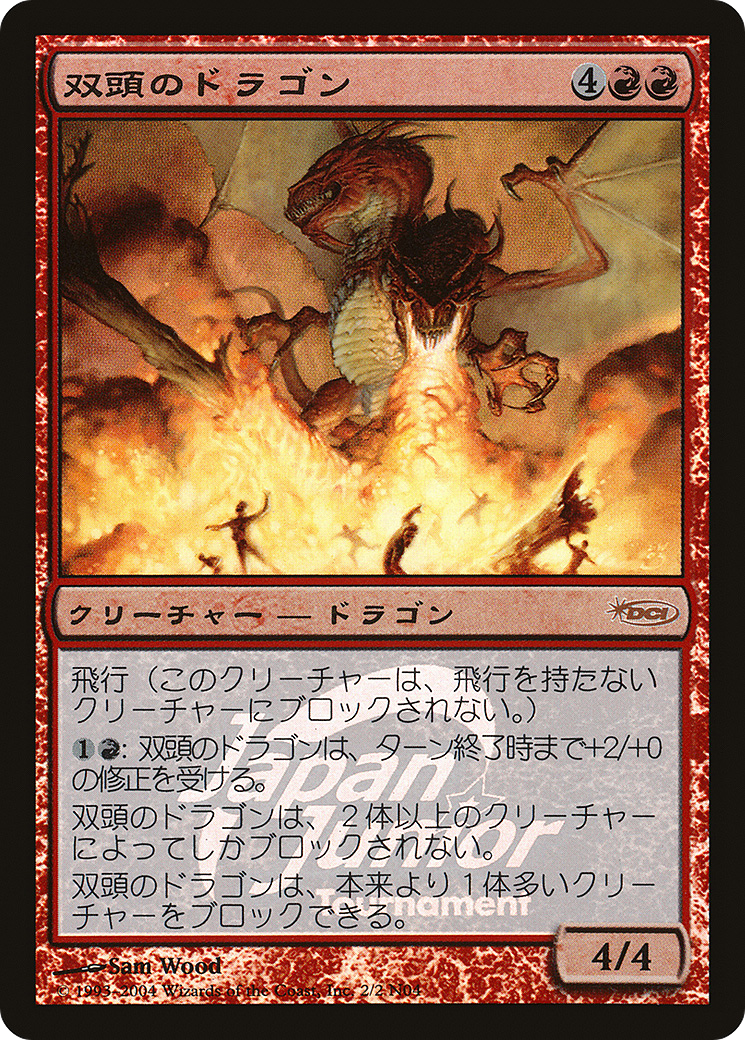 双頭のドラゴン
4
クリーチャー — ドラゴン
DCI
飛行（このクリーチャーは、飛行を持たない
クリーチャーにブロックされない。）
1: 双頭のドラゴンは、ターン終了時まで+2/+0
の修正を受ける。
双頭のドラゴンは、２体以上のクリーチャー
によってしかブロックされない。
双頭のドラゴンは、本来より１体多いクリー
チャーをブロックできる。
Japan
Junior
Tournament
4/4
Sam Wood
© 1993–2004 Wizards of the Coast, Inc. 2/2 N04